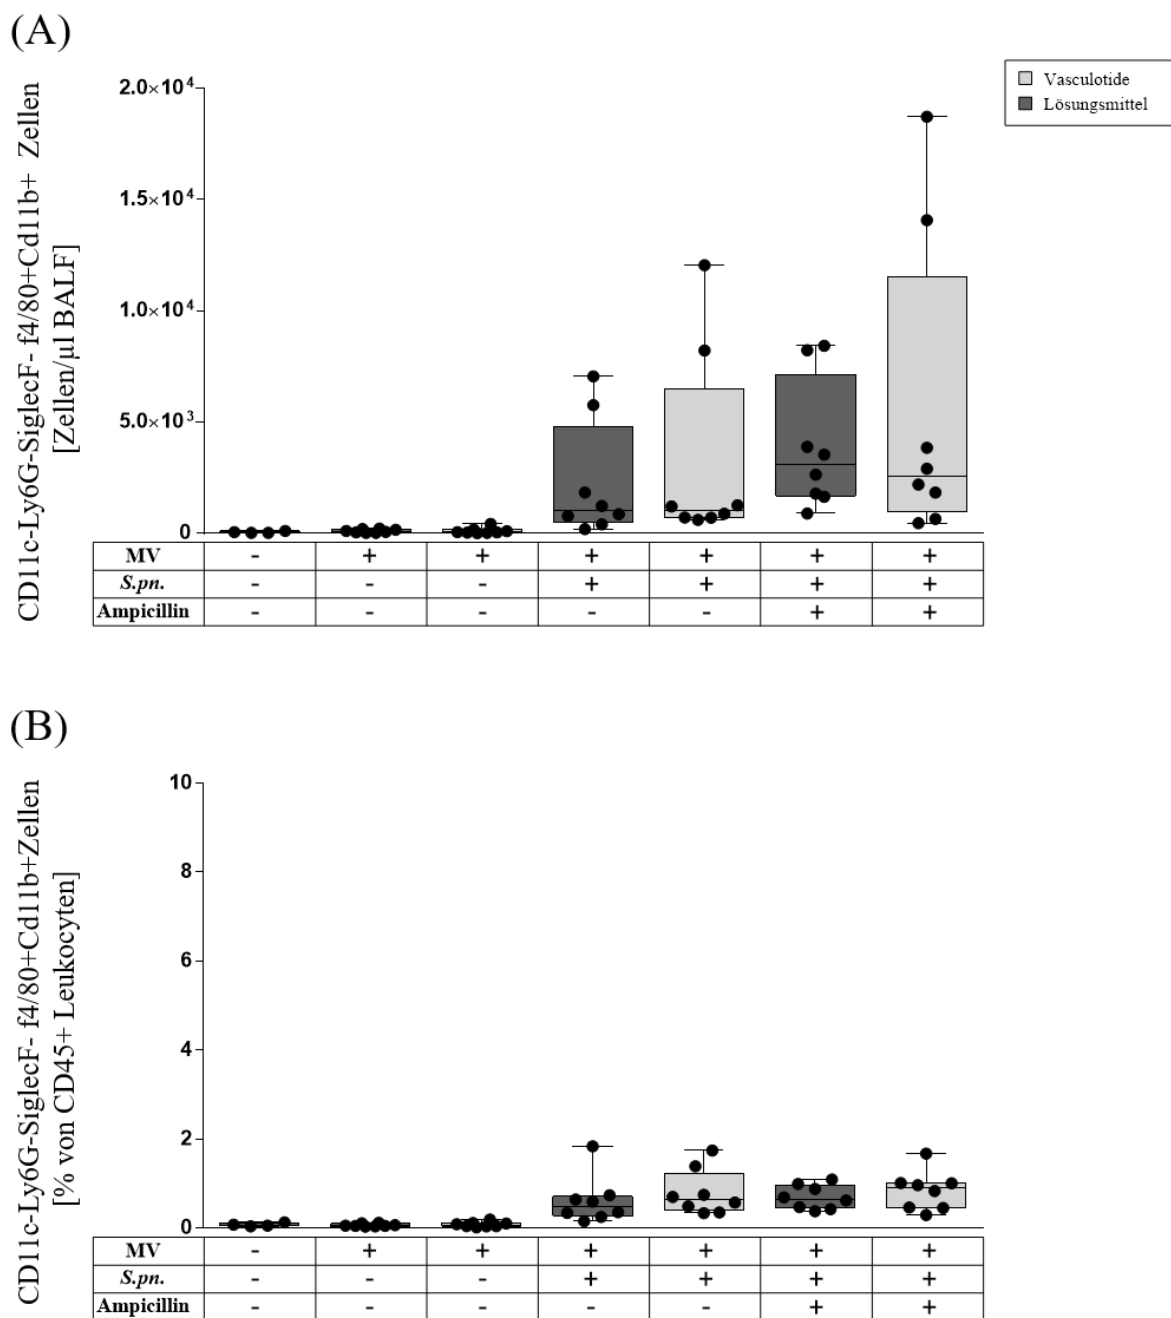 (A)
CD11c-Ly6G-SiglecF- f4/80+Cd11b+ Zellen
[Zellen/µl BALF]
2.0×10⁴
1.5×10⁴
1.0×10⁴
5.0×10³
0
Vasculotide
Lösungsmittel
MV - + + + + + +
S.pn. - - - + + + +
Ampicillin - - - - - + +
(B)
CD11c-Ly6G-SiglecF- f4/80+Cd11b+Zellen
[% von CD45+ Leukocyten]
10
8
6
4
2
0
MV - + + + + + +
S.pn. - - - + + + +
Ampicillin - - - - - + +